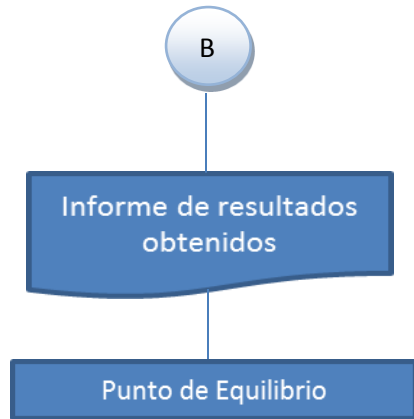 B
Informe de resultados
obtenidos
Punto de Equilibrio